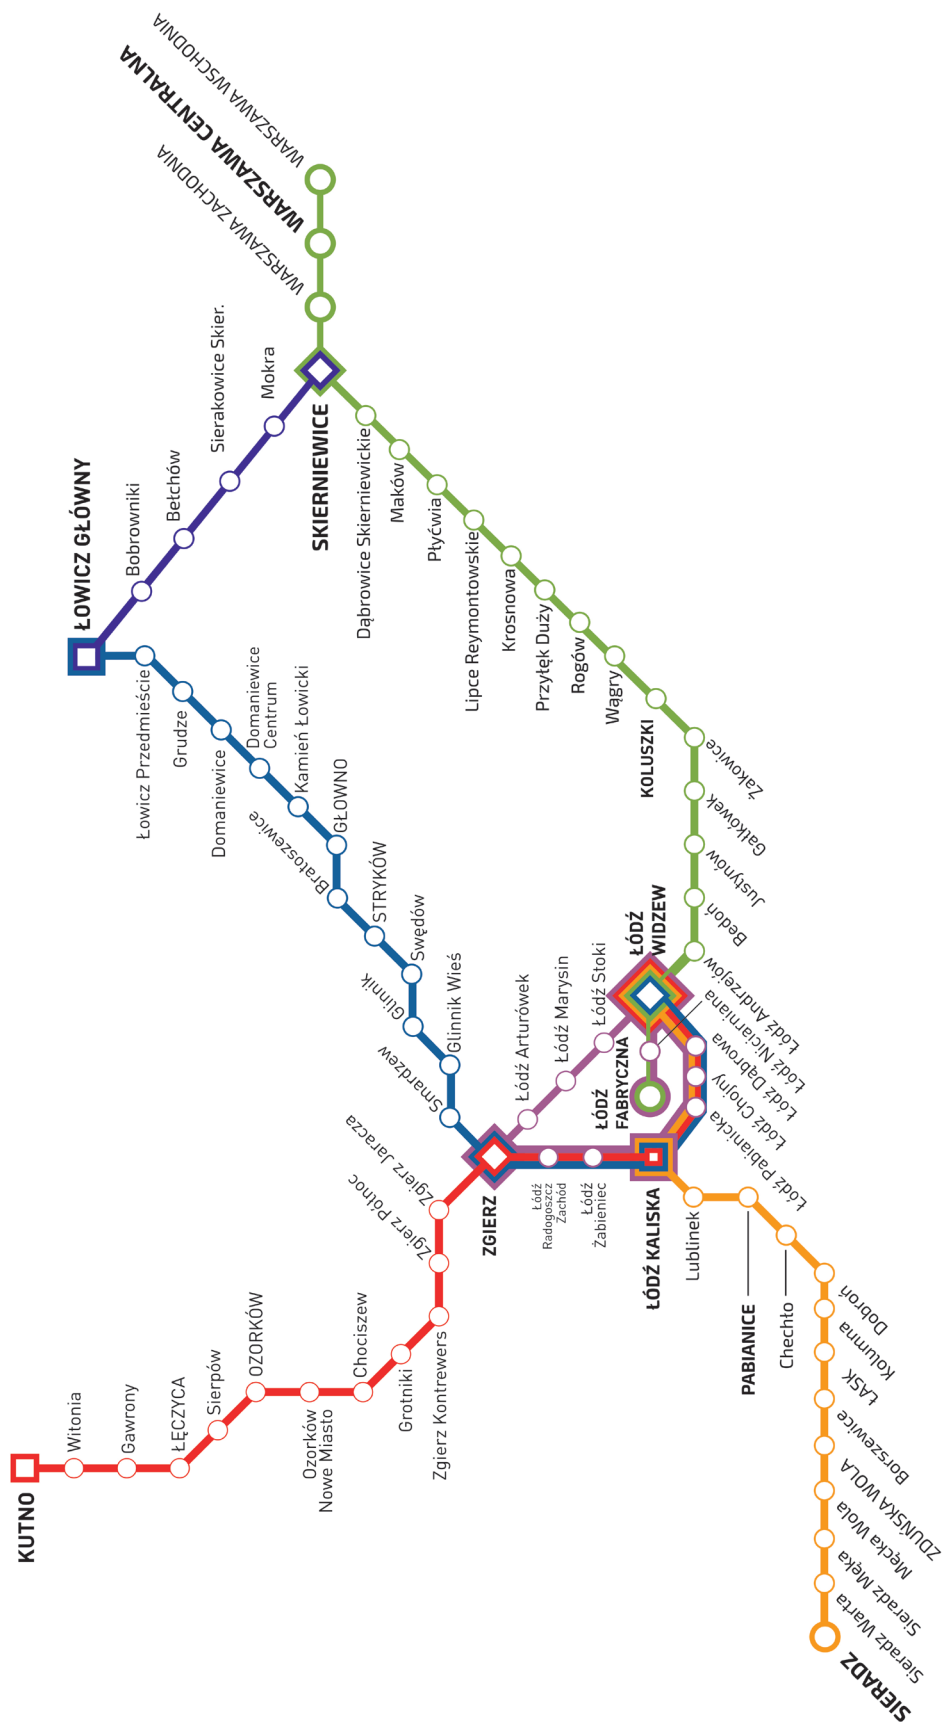 KUTNO
Witonia
Gawrony
ŁĘCZYCA
Sierpów
OZORKÓW
Ozorków
Nowe Miasto
Chociszew
Grotniki
Zgierz Kontrewers
Zgierz Północ
Zgierz Jaracza
ZGIERZ
Smardzew
Glinnik Wieś
Glinnik
Swędów
STRYKÓW
Bratoszewice
GŁOWNO
Kamień Łowicki
Domaniewice
Centrum
Domaniewice
Grudze
Łowicz Przedmieście
ŁOWICZ GŁÓWNY
Bobrowniki
Bełchów
Sierakowice Skier.
Mokra
SKIERNIEWICE
WARSZAWA ZACHODNIA
WARSZAWA CENTRALNA
WARSZAWA WSCHODNIA
Dąbrowice Skierniewickie
Maków
Płyćwia
Lipce Reymontowskie
Krosnowa
Przyłęk Duży
Rogów
Wągry
KOLUSZKI
Żakowice
Gałkówek
Justynów
Bedoń
Łódź Andrzejów
ŁÓDŹ
WIDZEW
Łódź Niciarniana
ŁÓDŹ
FABRYCZNA
Łódź Stoki
Łódź Marysin
Łódź Arturówek
Łódź Dąbrowa
Łódź Chojny
Łódź Pabianicka
Łódź
Radogoszcz
Zachód
Łódź
Żabieniec
ŁÓDŹ KALISKA
Lublinek
PABIANICE
Chechło
Dobroń
Kolumna
ŁASK
Borszewice
ZDUŃSKA WOLA
Męcka Wola
Sieradz Męka
Sieradz Warta
SIERADZ